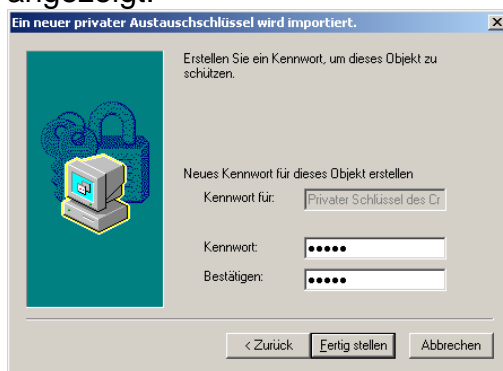 angezeigt.
Ein neuer privater Austauschschlüssel wird importiert.
Erstellen Sie ein Kennwort, um dieses Objekt zu
schützen.
Neues Kennwort für dieses Objekt erstellen
Kennwort für:
Privater Schlüssel des Cr
Kennwort:
●●●●●
Bestätigen:
●●●●●
< Zurück
Fertig stellen
Abbrechen